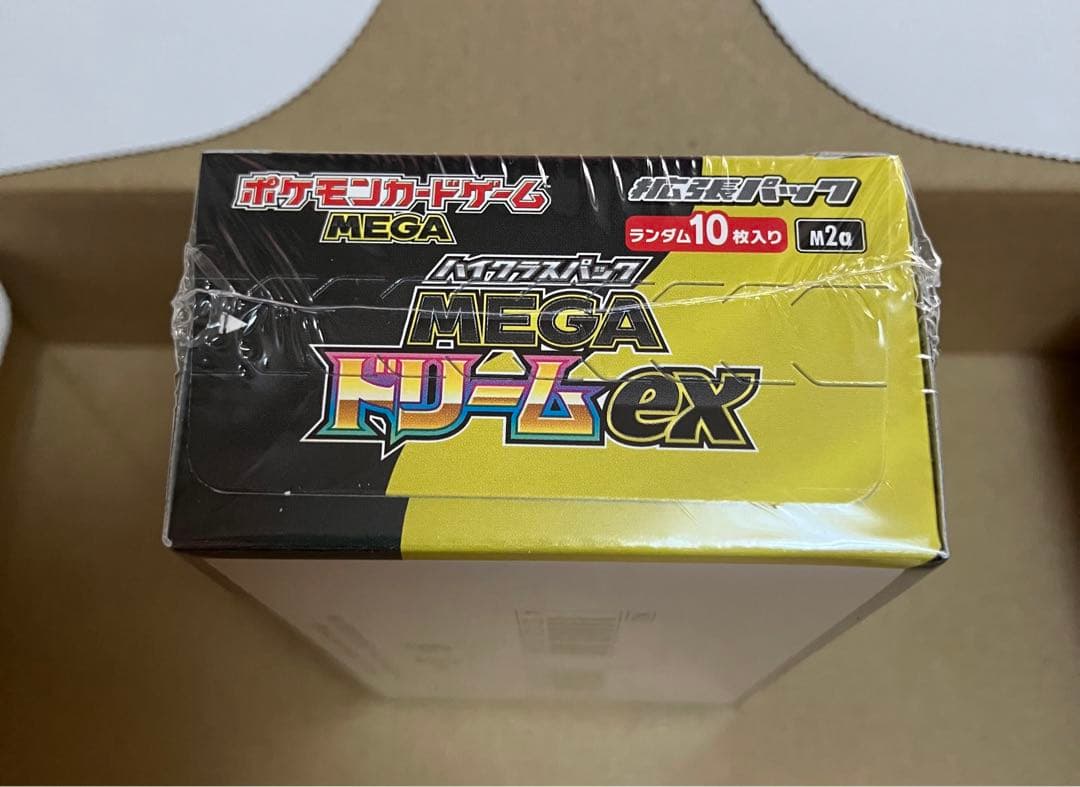 ポケモンカードゲーム
MEGA
拡張パック
ランダム10枚入り M2a
ハイクラスパック
MEGA
ドリームex